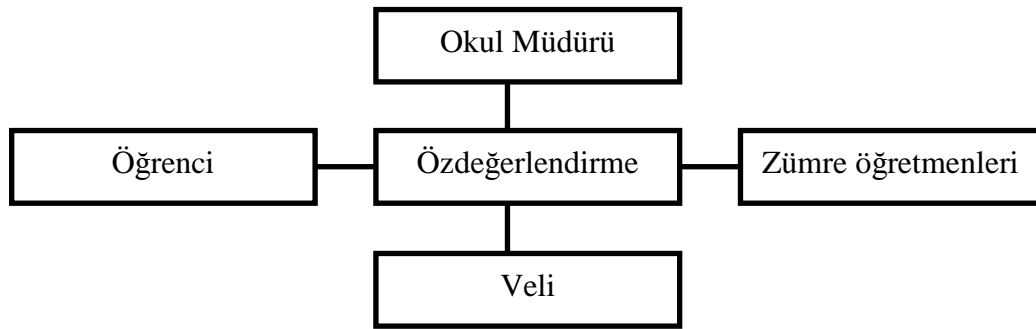 Okul Müdürü
Öğrenci
Özdeğerlendirme
Zümre öğretmenleri
Veli